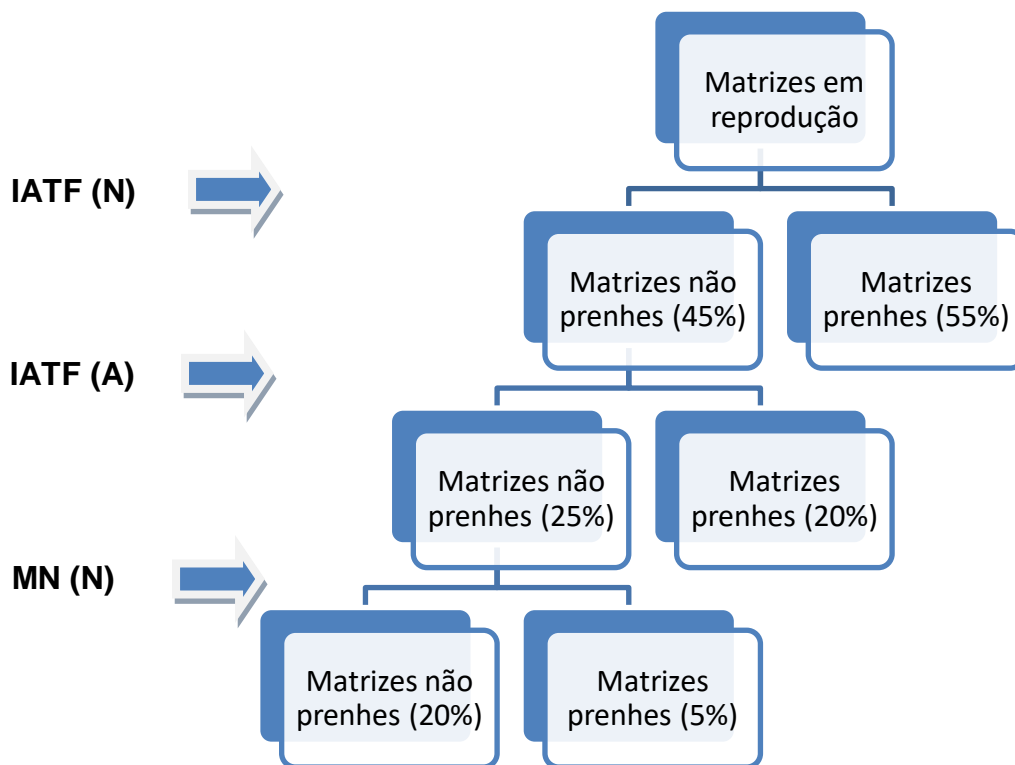 Matrizes em
reprodução
IATF (N)
Matrizes não
prenhes (45%)
Matrizes
prenhes (55%)
IATF (A)
Matrizes não
prenhes (25%)
Matrizes
prenhes (20%)
MN (N)
Matrizes não
prenhes (20%)
Matrizes
prenhes (5%)